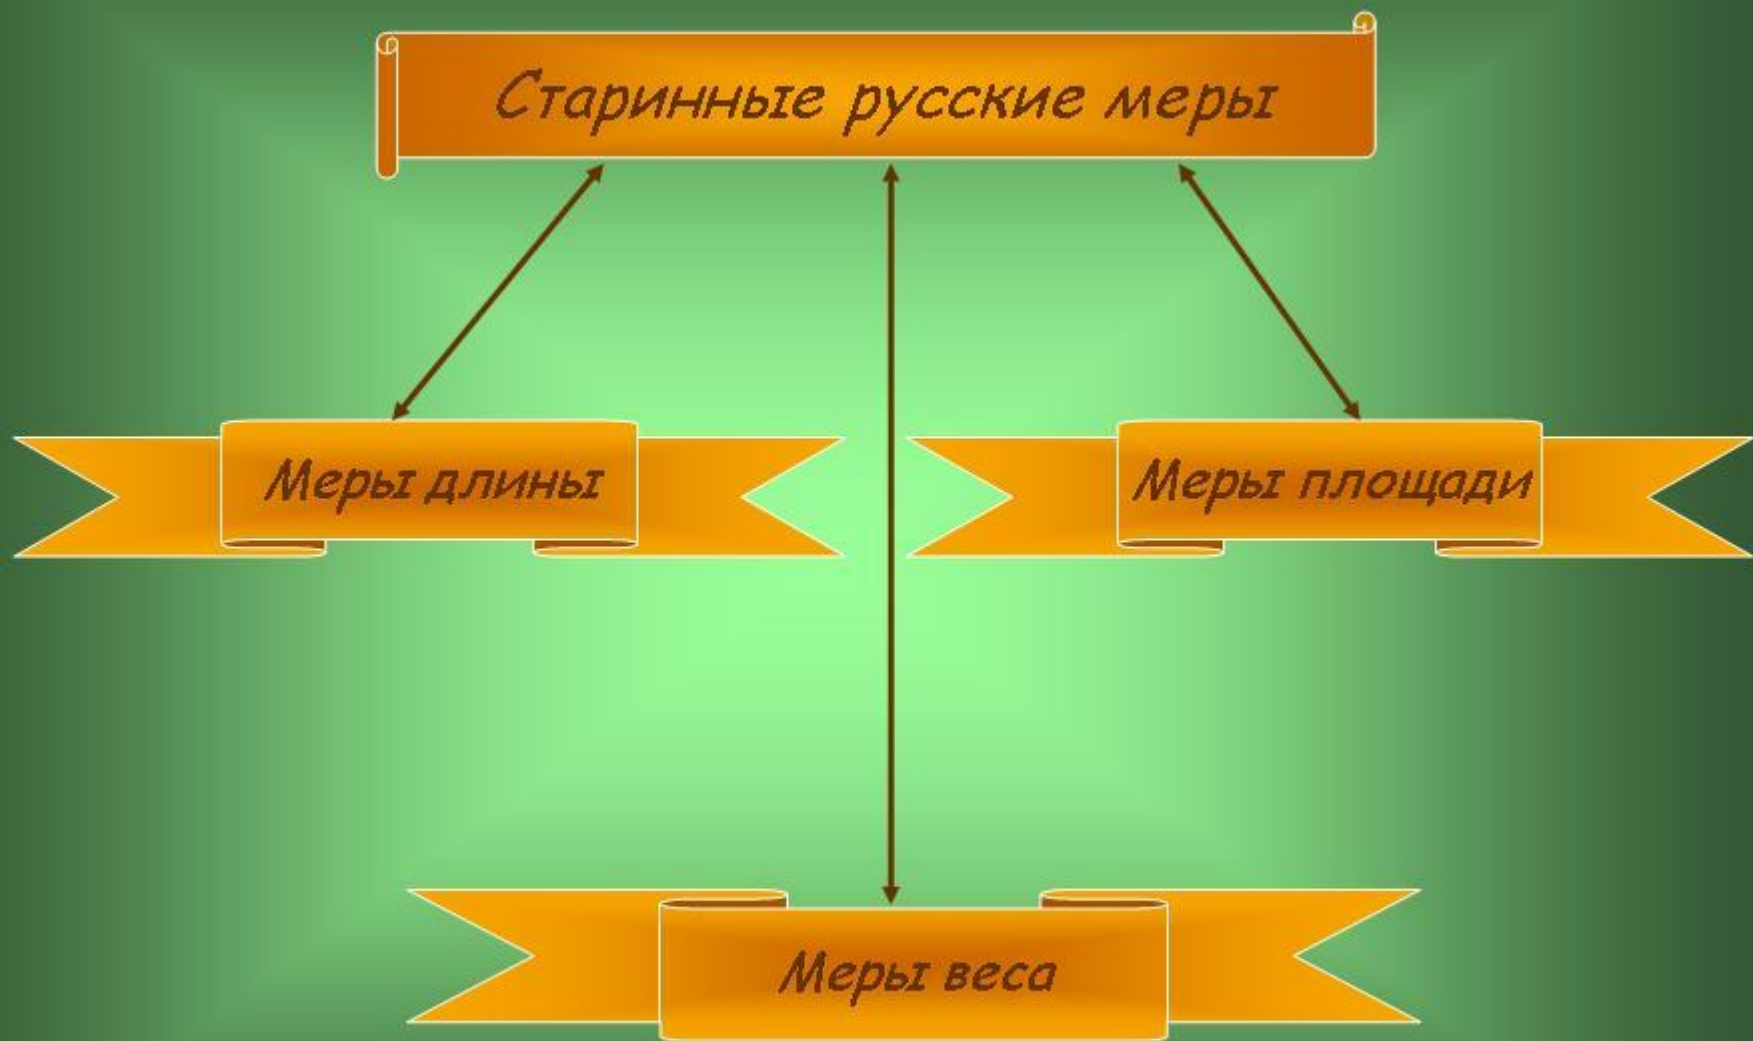 Старинные русские меры
Меры длины
Меры площади
Меры веса